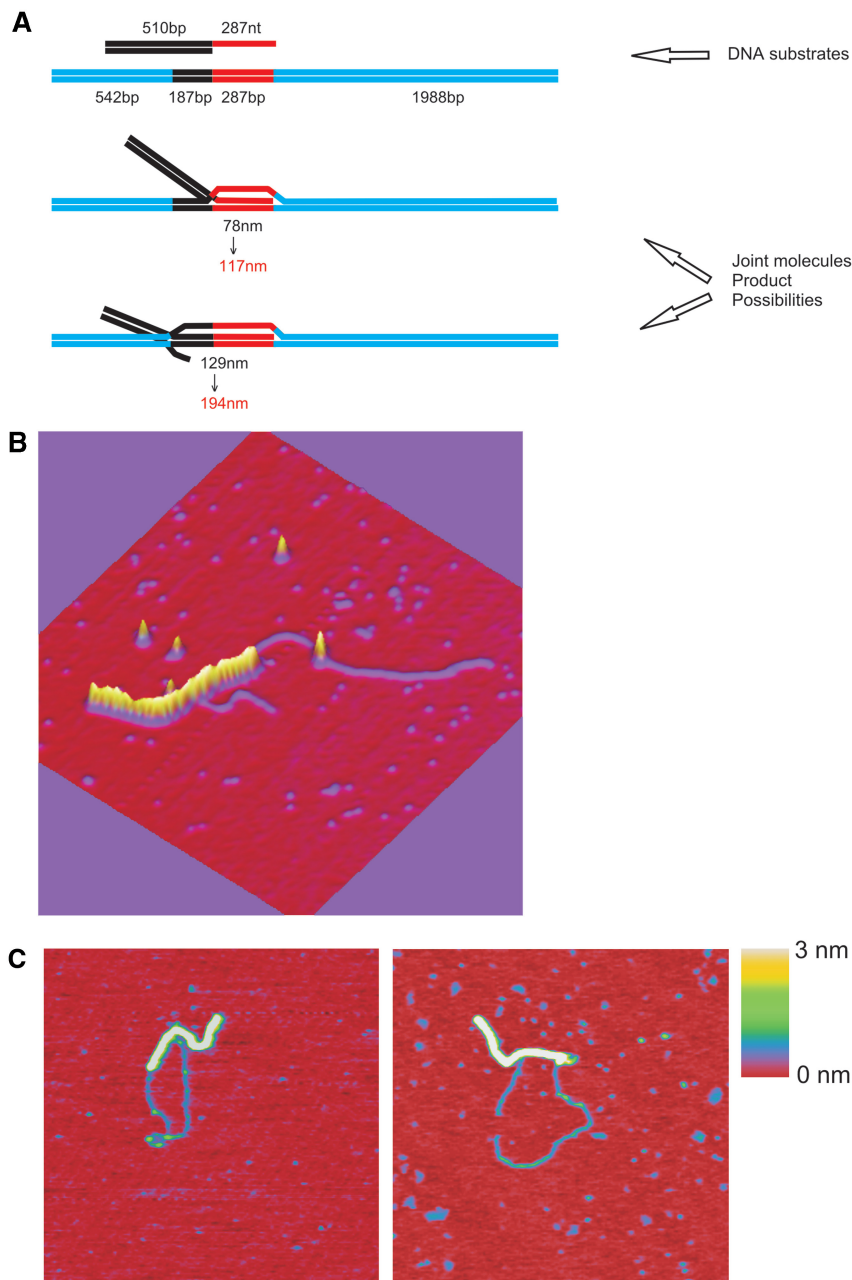 A
510bp 287nt
DNA substrates
542bp 187bp 287bp 1988bp
78nm
117nm
Joint molecules
Product
Possibilities
129nm
194nm
B
C
3 nm
0 nm